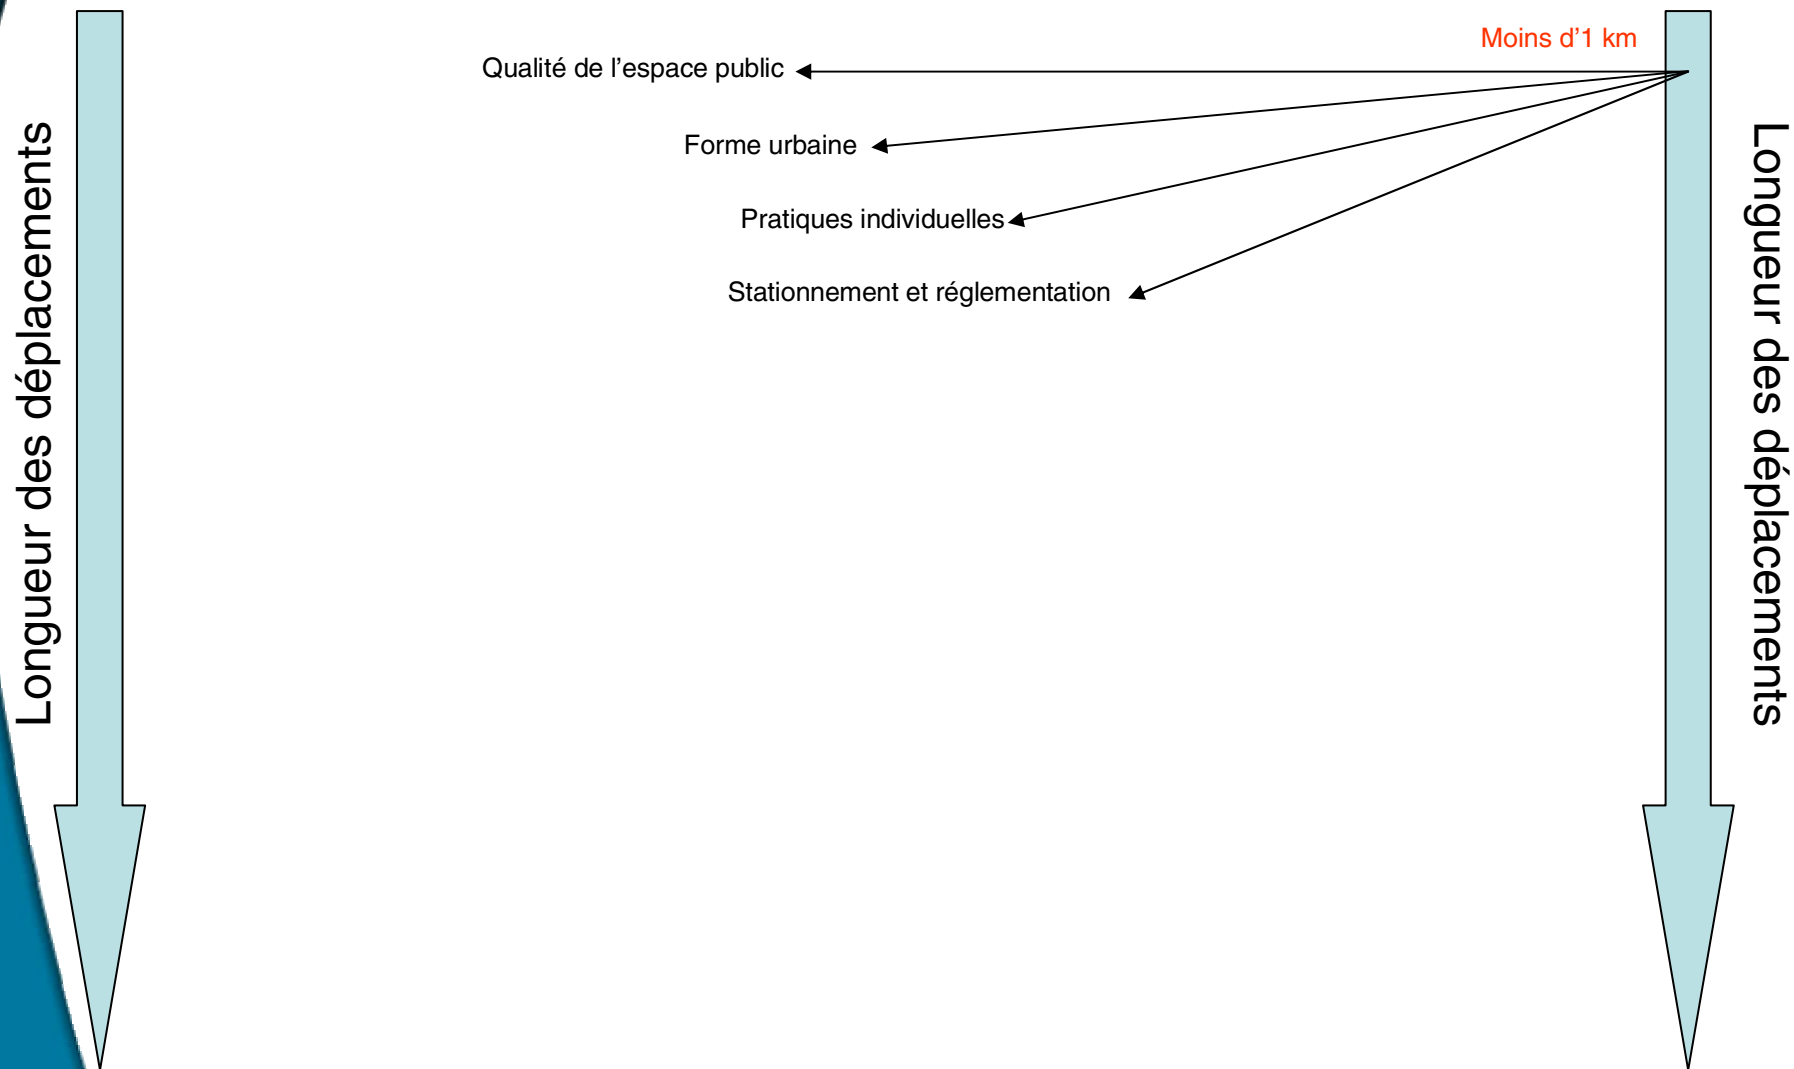 Moins d'1 km
Qualité de l'espace public
Forme urbaine
Pratiques individuelles
Stationnement et réglementation
Longueur des déplacements
Longueur des déplacements